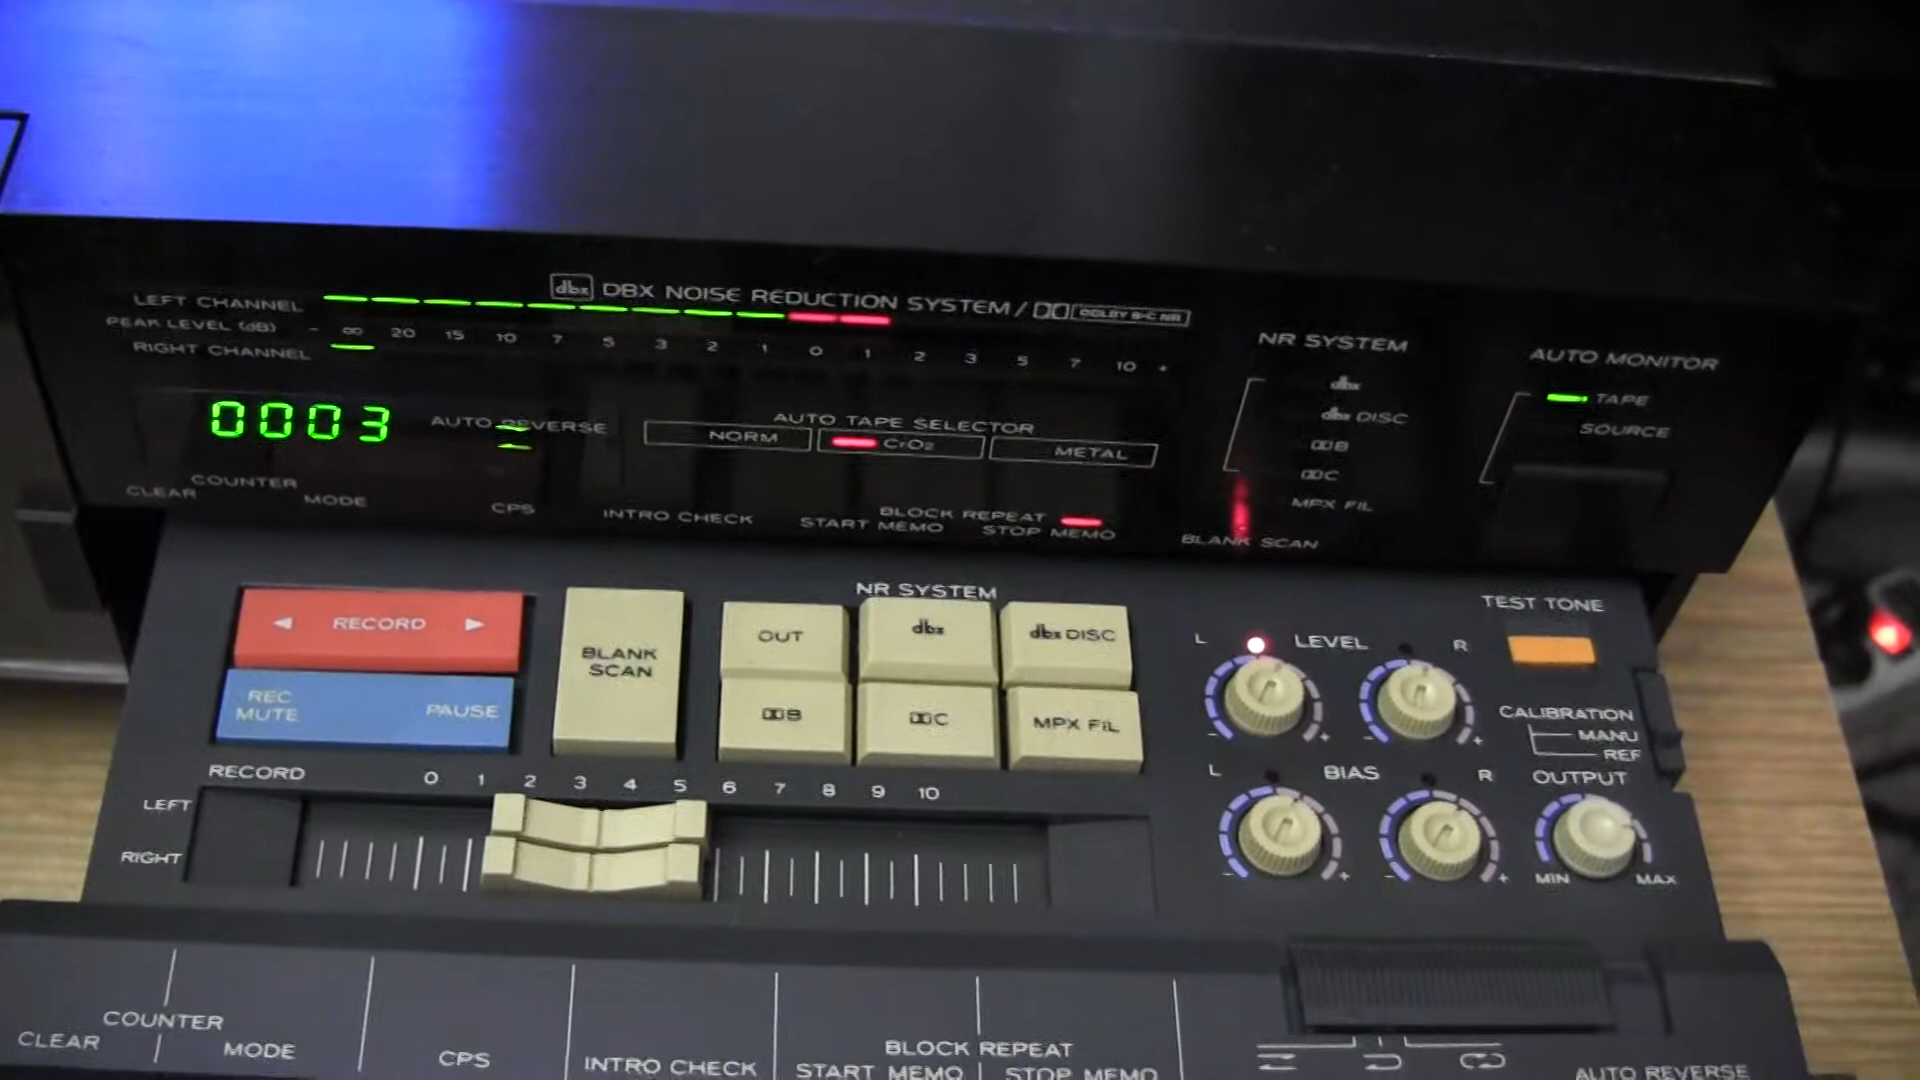 dbx DBX NOISE REDUCTION SYSTEM / DOLBY B-C NR
LEFT CHANNEL
PEAK LEVEL (dB) - ∞ 20 15 10 7 5 3 2 1 0 1 2 3 5 7 10 +
RIGHT CHANNEL
NR SYSTEM
dbx
dbx DISC
B
C
MPX FIL
AUTO MONITOR
TAPE
SOURCE
0003
AUTO REVERSE
AUTO TAPE SELECTOR
NORM CrO2 METAL
COUNTER
CLEAR MODE
CPS
INTRO CHECK
BLOCK REPEAT
START MEMO STOP MEMO
BLANK SCAN
◄ RECORD ►
REC MUTE
PAUSE
BLANK
SCAN
NR SYSTEM
OUT dbx dbx DISC
B C MPX FIL
TEST TONE
L LEVEL R
- + - +
CALIBRATION
MANU
REF
L BIAS R
- + - +
OUTPUT
MIN MAX
RECORD 0 1 2 3 4 5 6 7 8 9 10
LEFT
RIGHT
COUNTER
CLEAR MODE
CPS
INTRO CHECK
BLOCK REPEAT
START MEMO STOP MEMO
AUTO REVERSE